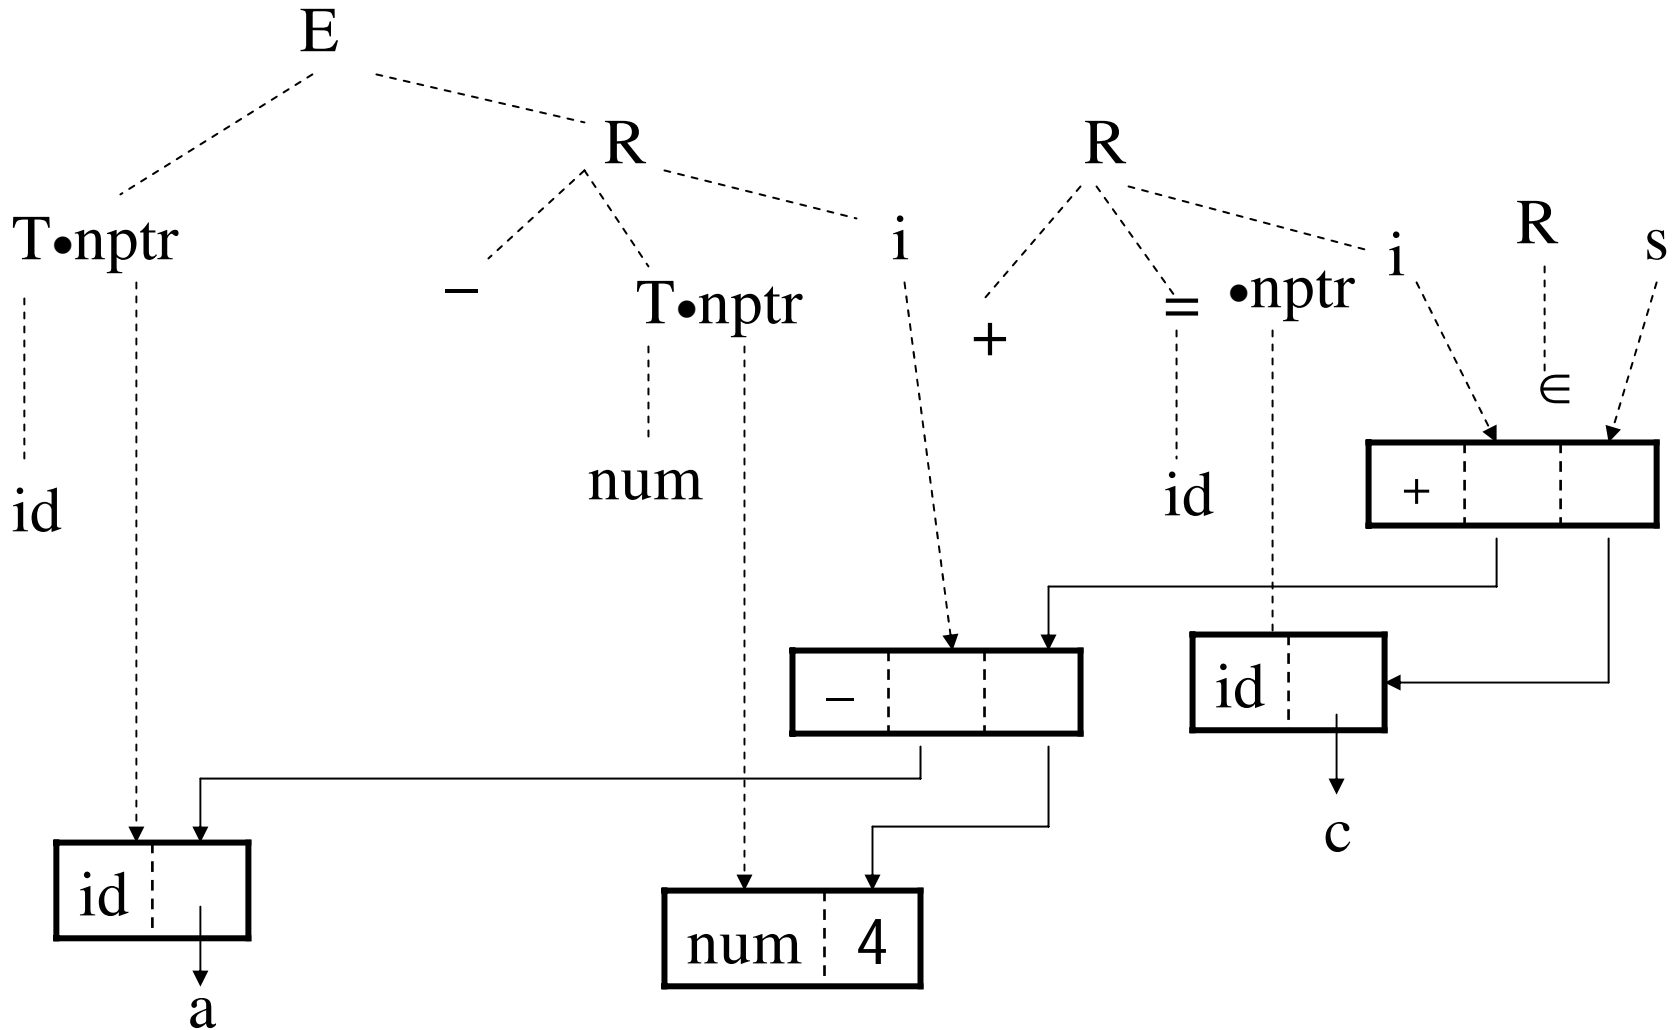 E
R R
T•nptr i R s
– T•nptr i
+ = •nptr
∈
num id +
id
– id
c
id num 4
a